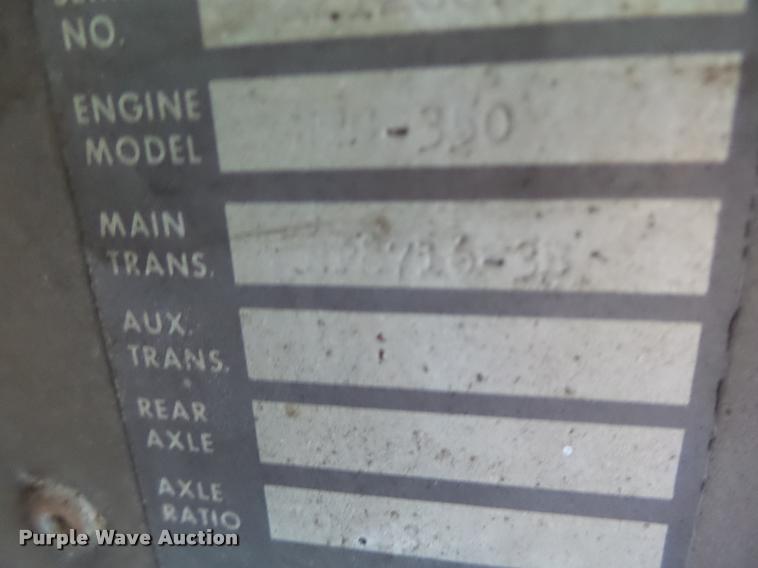 NO.
ENGINE
MODEL -350
MAIN
TRANS.
AUX.
TRANS.
REAR
AXLE
AXLE
RATIO
Purple Wave Auction